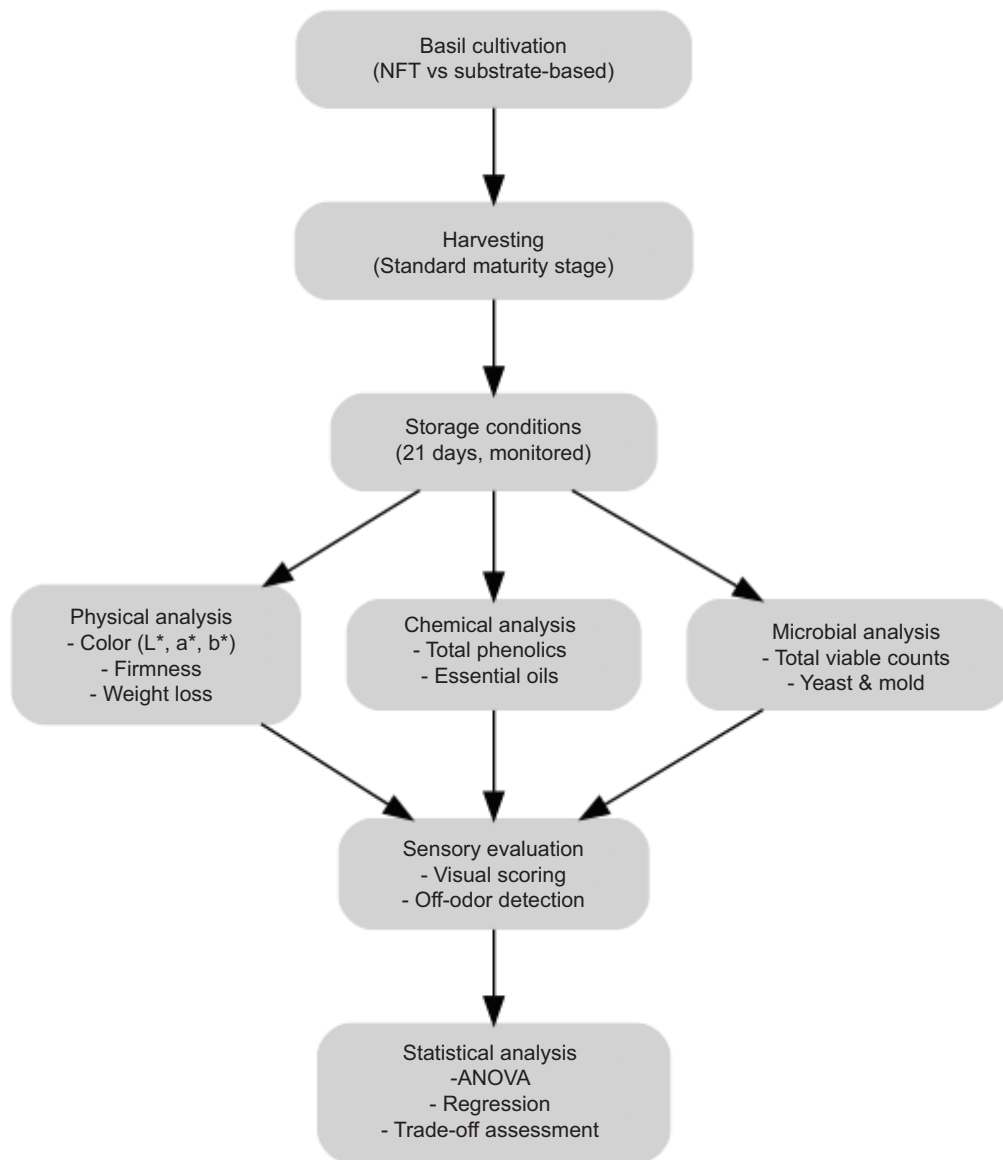 Basil cultivation
(NFT vs substrate-based)
Harvesting
(Standard maturity stage)
Storage conditions
(21 days, monitored)
Physical analysis
- Color (L*, a*, b*)
- Firmness
- Weight loss
Chemical analysis
- Total phenolics
- Essential oils
Microbial analysis
- Total viable counts
- Yeast & mold
Sensory evaluation
- Visual scoring
- Off-odor detection
Statistical analysis
-ANOVA
- Regression
- Trade-off assessment